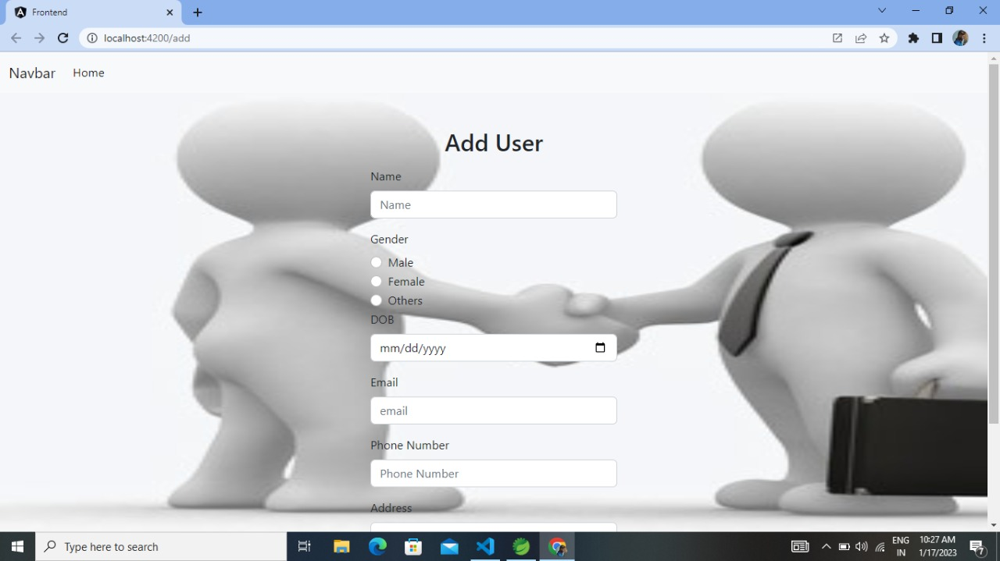 Frontend
localhost:4200/add
Navbar Home
Add User
Name
Name
Gender
Male
Female
Others
DOB
mm/dd/yyyy
Email
email
Phone Number
Phone Number
Address
Type here to search
ENG
IN
10:27 AM
1/17/2023
7